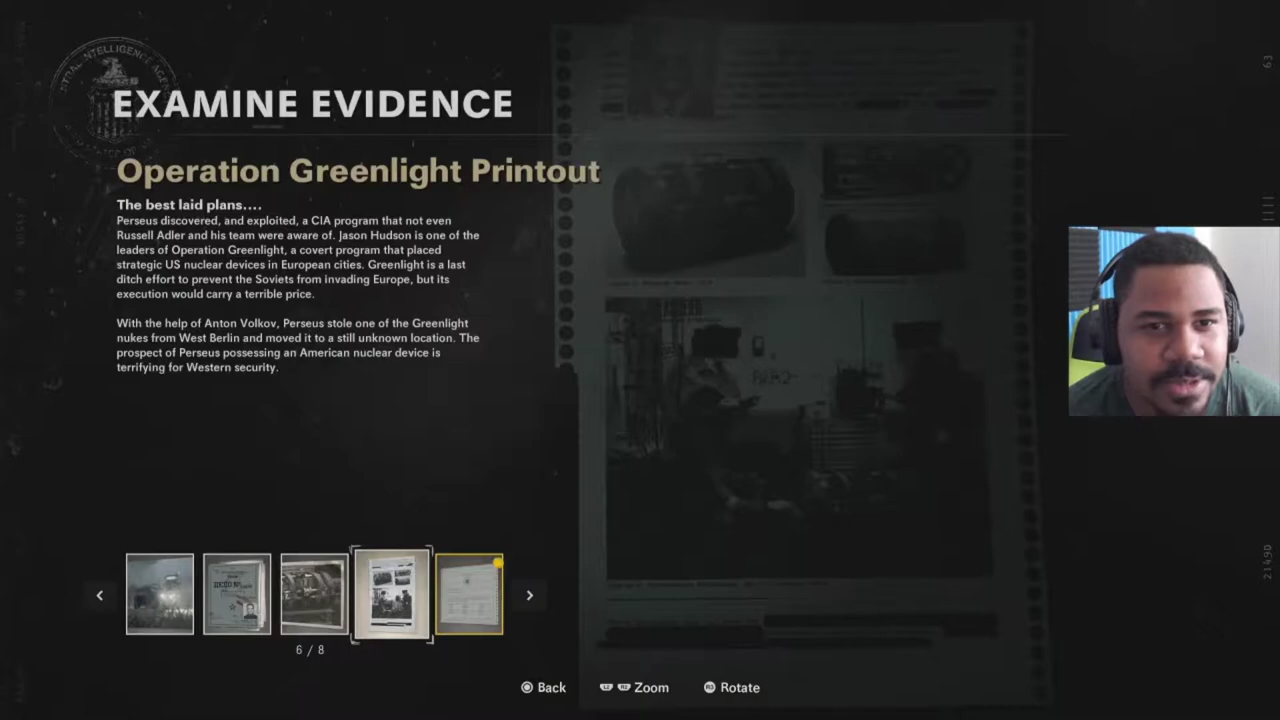 EXAMINE EVIDENCE
Operation Greenlight Printout
The best laid plans....
Perseus discovered, and exploited, a CIA program that not even
Russell Adler and his team were aware of. Jason Hudson is one of the
leaders of Operation Greenlight, a covert program that placed
strategic US nuclear devices in European cities. Greenlight is a last
ditch effort to prevent the Soviets from invading Europe, but its
execution would carry a terrible price.
With the help of Anton Volkov, Perseus stole one of the Greenlight
nukes from West Berlin and moved it to a still unknown location. The
prospect of Perseus possessing an American nuclear device is
terrifying for Western security.
6 / 8
Back
Zoom
Rotate
63
2149D